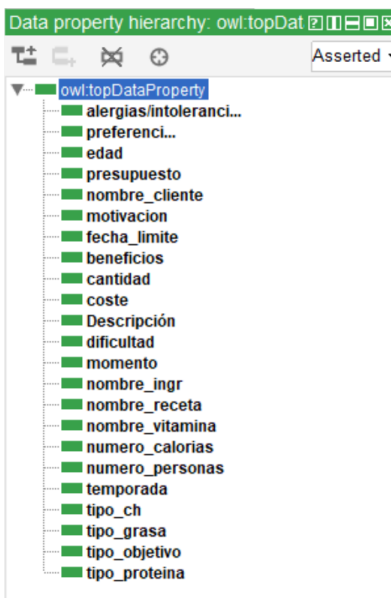 Data property hierarchy: owl:topDat
Asserted
owl:topDataProperty
alergias/intoleranci...
preferenci...
edad
presupuesto
nombre_cliente
motivacion
fecha_limite
beneficios
cantidad
coste
Descripción
dificultad
momento
nombre_ingr
nombre_receta
nombre_vitamina
numero_calorias
numero_personas
temporada
tipo_ch
tipo_grasa
tipo_objetivo
tipo_proteina